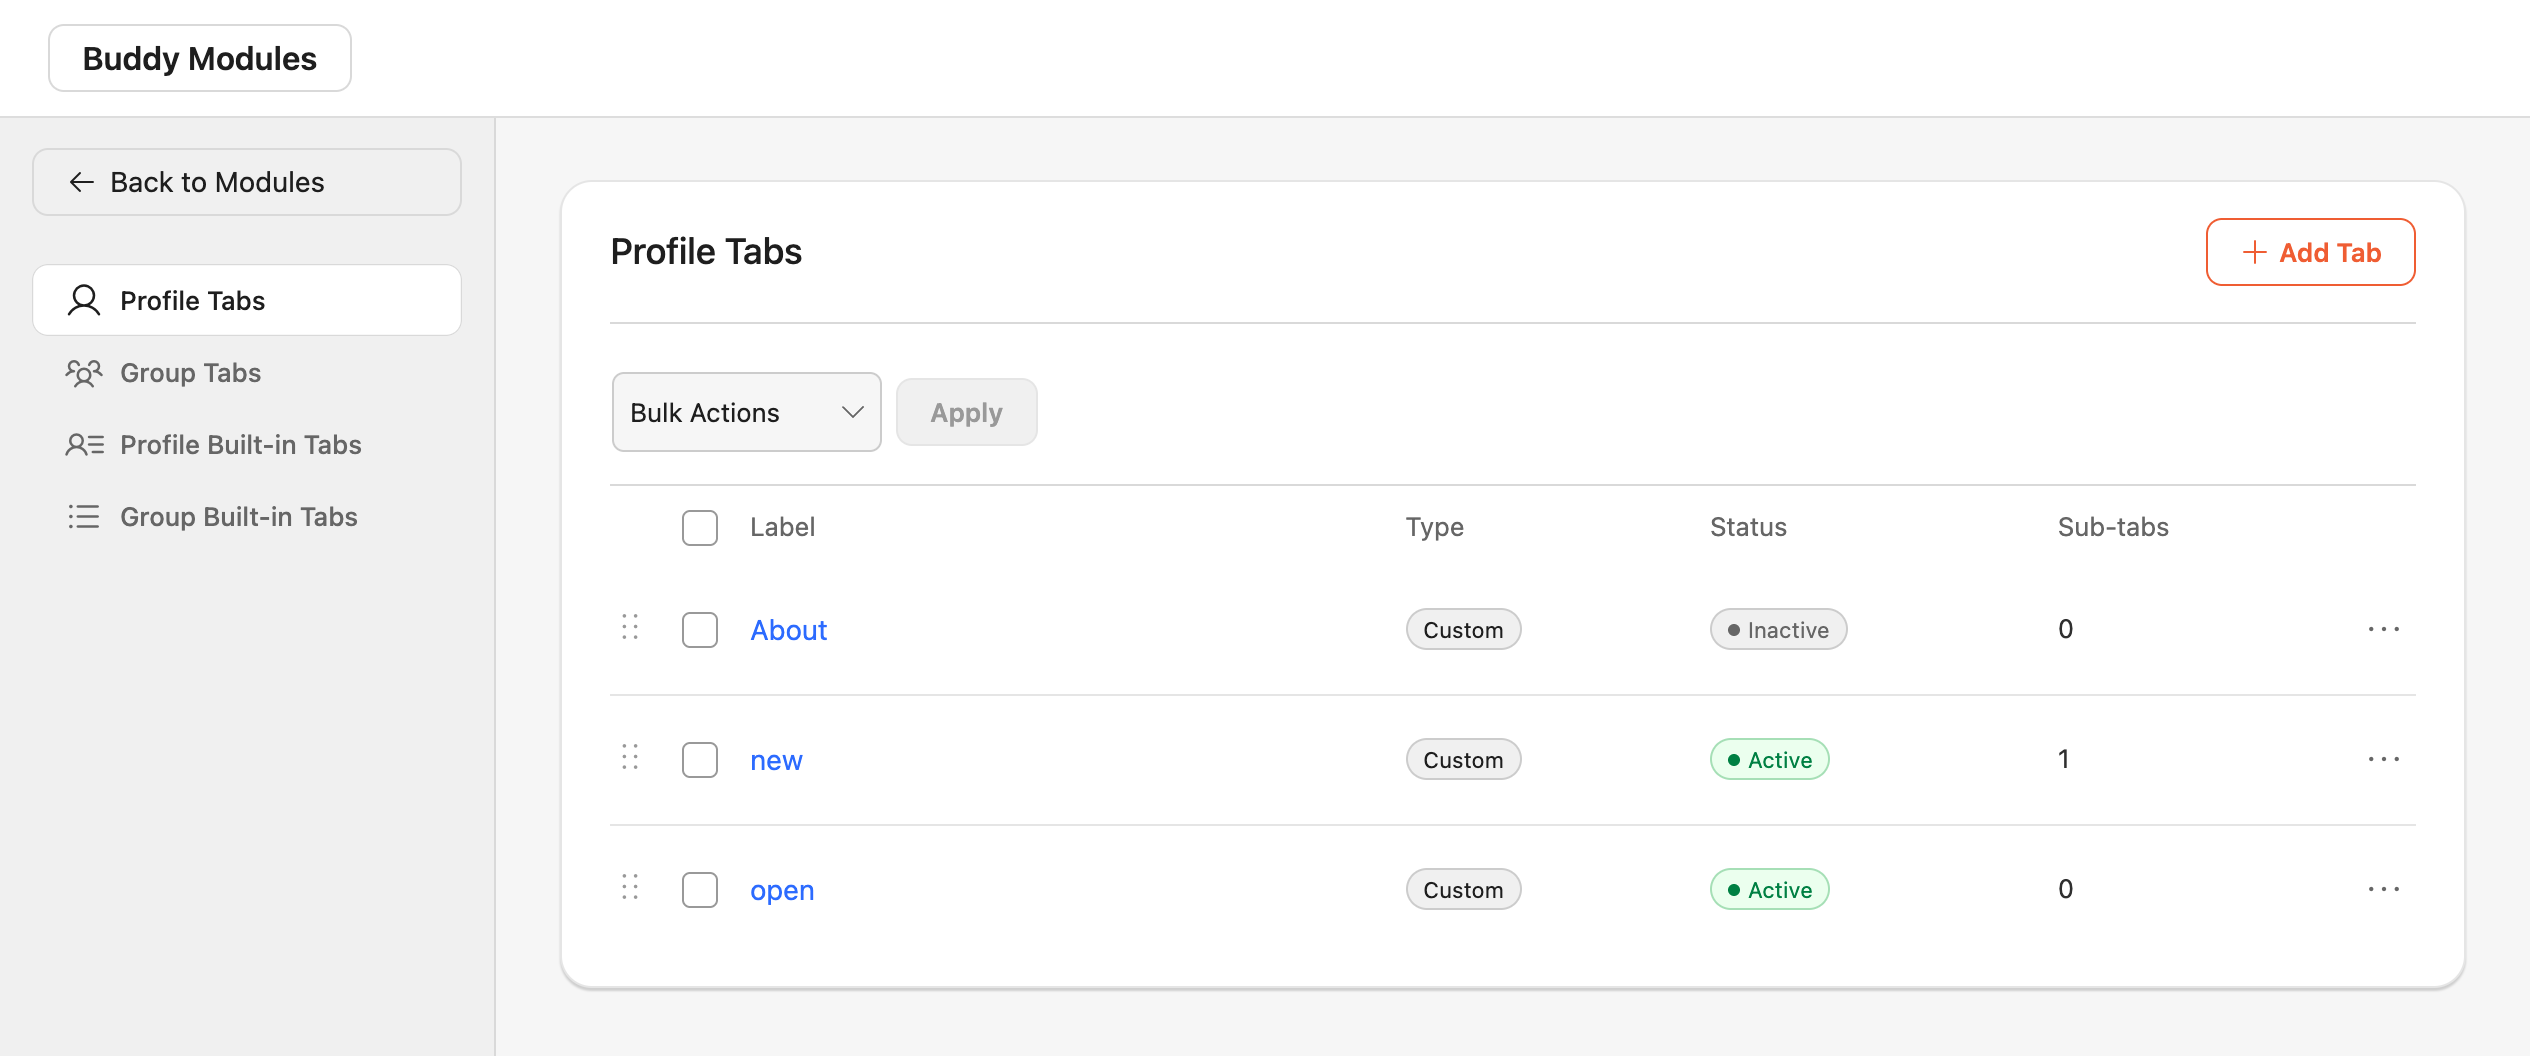 Buddy Modules
Back to Modules
Profile Tabs
Group Tabs
Profile Built-in Tabs
Group Built-in Tabs
Profile Tabs
Add Tab
Bulk Actions
Apply
Label Type Status Sub-tabs
About Custom Inactive 0
new Custom Active 1
open Custom Active 0